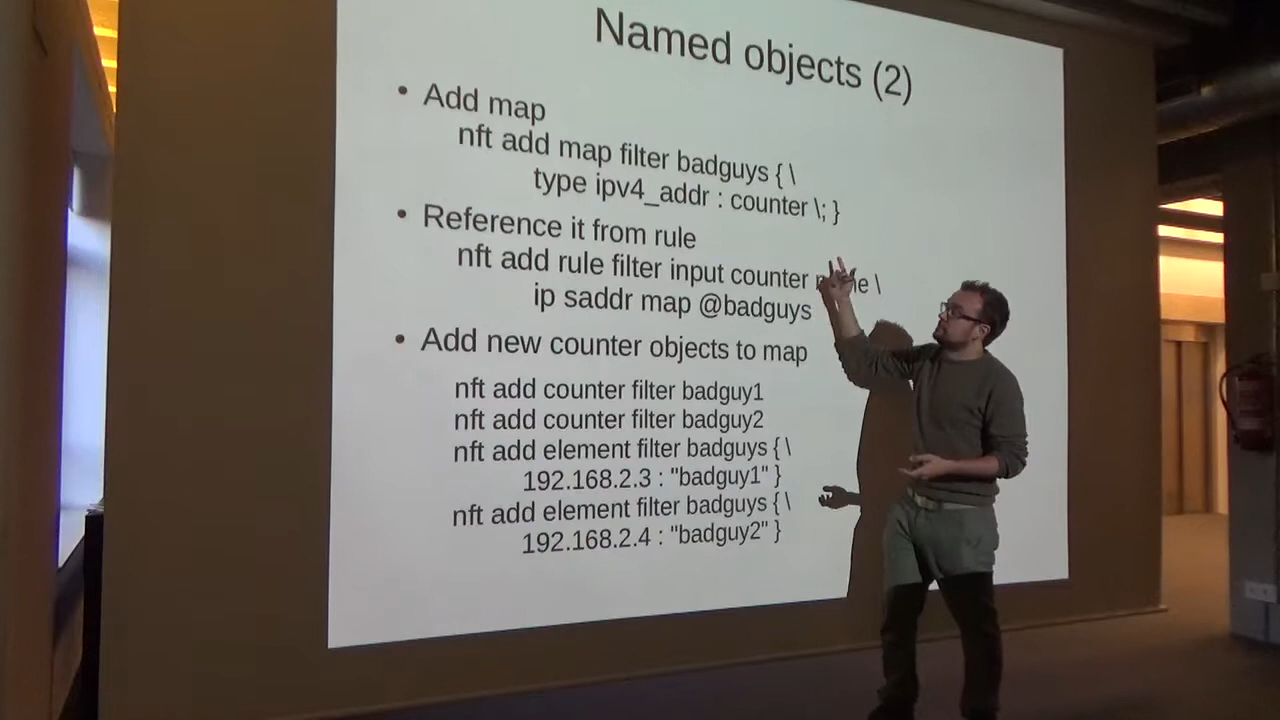 Named objects (2)
• Add map
nft add map filter badguys { \
type ipv4_addr : counter \; }
• Reference it from rule
nft add rule filter input counter \
ip saddr map @badguys
• Add new counter objects to map
nft add counter filter badguy1
nft add counter filter badguy2
nft add element filter badguys { \
192.168.2.3 : "badguy1" }
nft add element filter badguys { \
192.168.2.4 : "badguy2" }